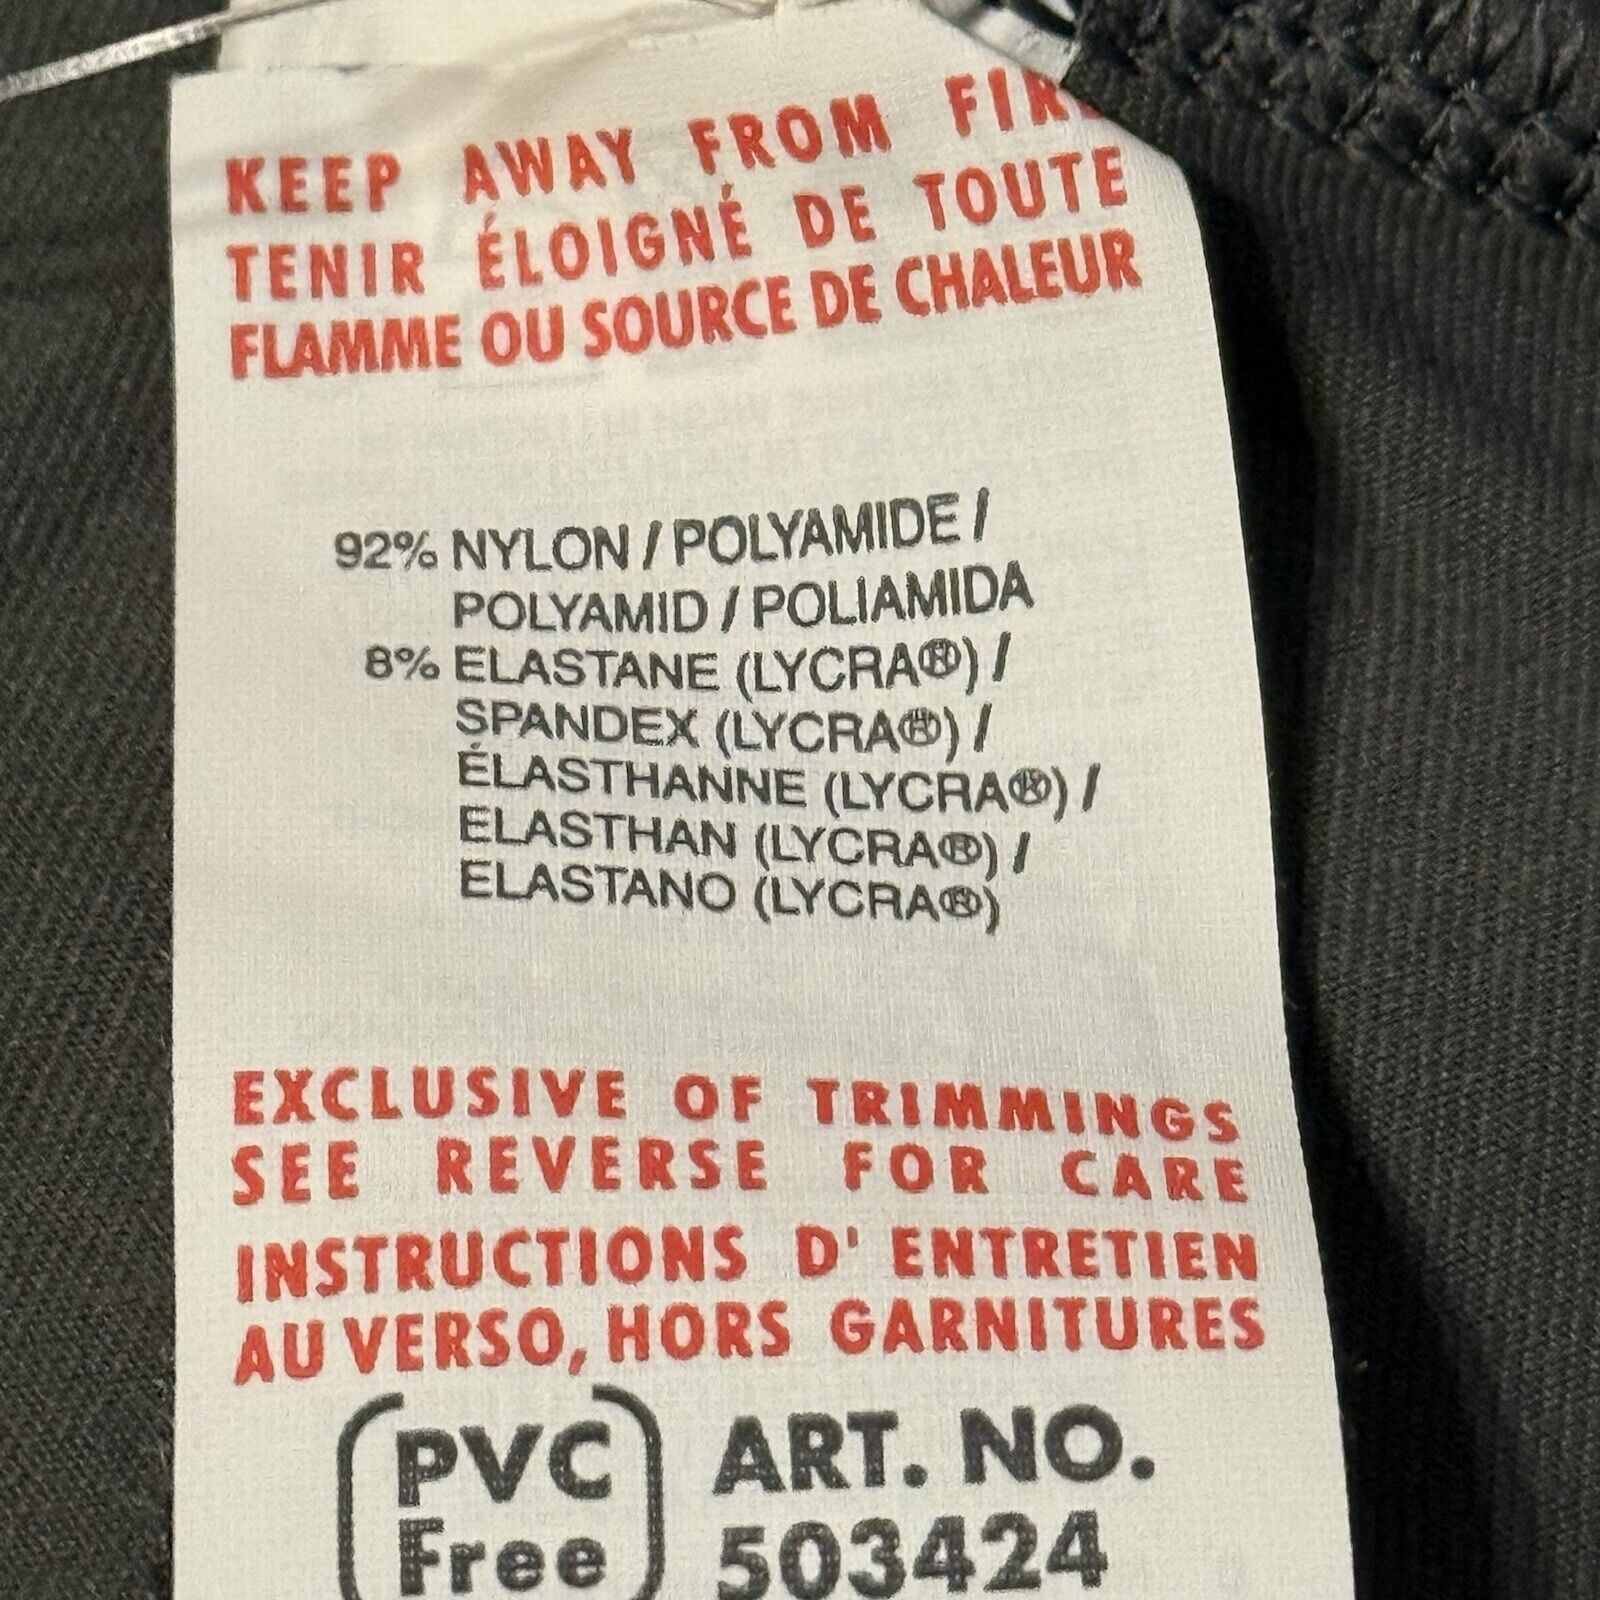 KEEP AWAY FROM FIRE
TENIR ÉLOIGNÉ DE TOUTE
FLAMME OU SOURCE DE CHALEUR
92% NYLON / POLYAMIDE /
POLYAMID / POLIAMIDA
8% ELASTANE (LYCRA®) /
SPANDEX (LYCRA®) /
ÉLASTHANNE (LYCRA®) /
ELASTHAN (LYCRA®) /
ELASTANO (LYCRA®)
EXCLUSIVE OF TRIMMINGS
SEE REVERSE FOR CARE
INSTRUCTIONS D' ENTRETIEN
AU VERSO, HORS GARNITURES
PVC ART. NO.
Free 503424